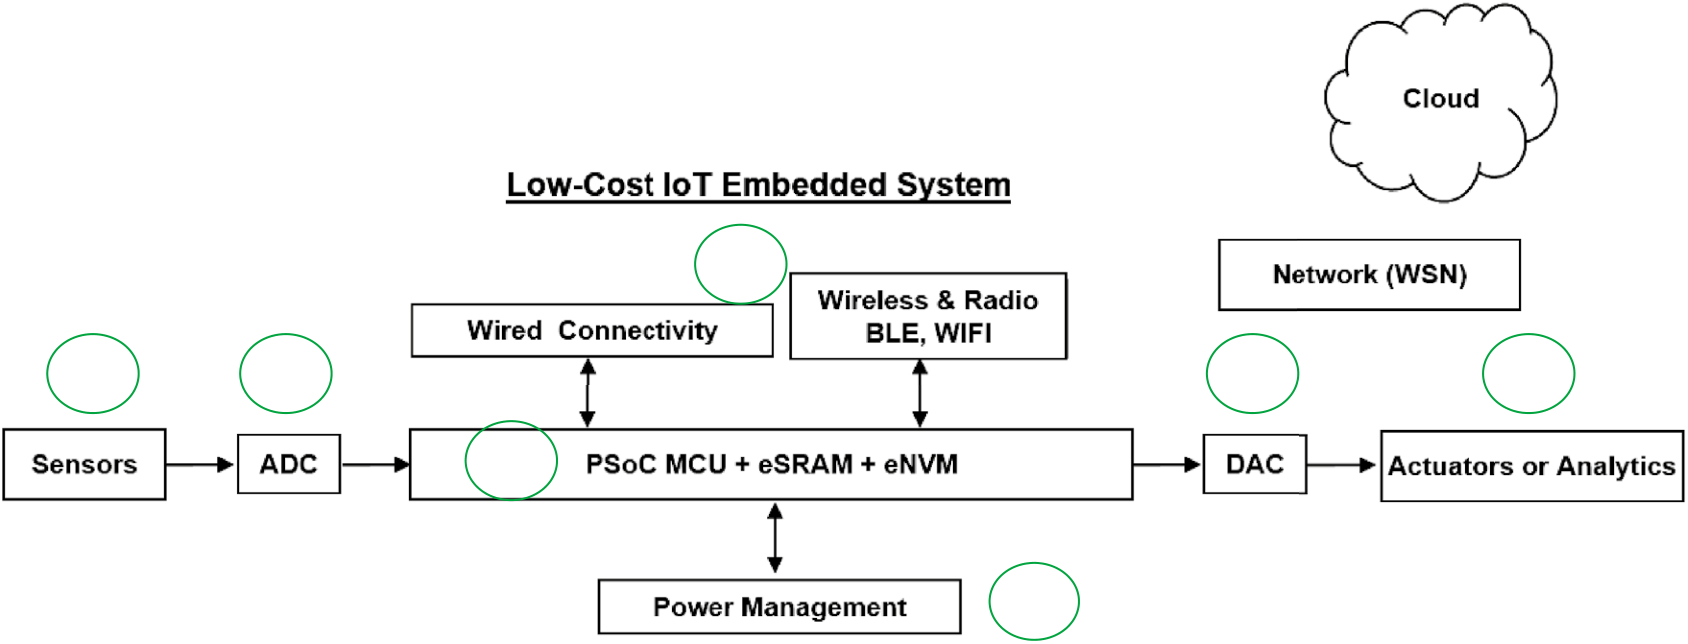 Cloud
Low-Cost IoT Embedded System
Network (WSN)
Wireless & Radio
BLE, WIFI
Wired Connectivity
Sensors
ADC
PSoC MCU + eSRAM + eNVM
DAC
Actuators or Analytics
Power Management